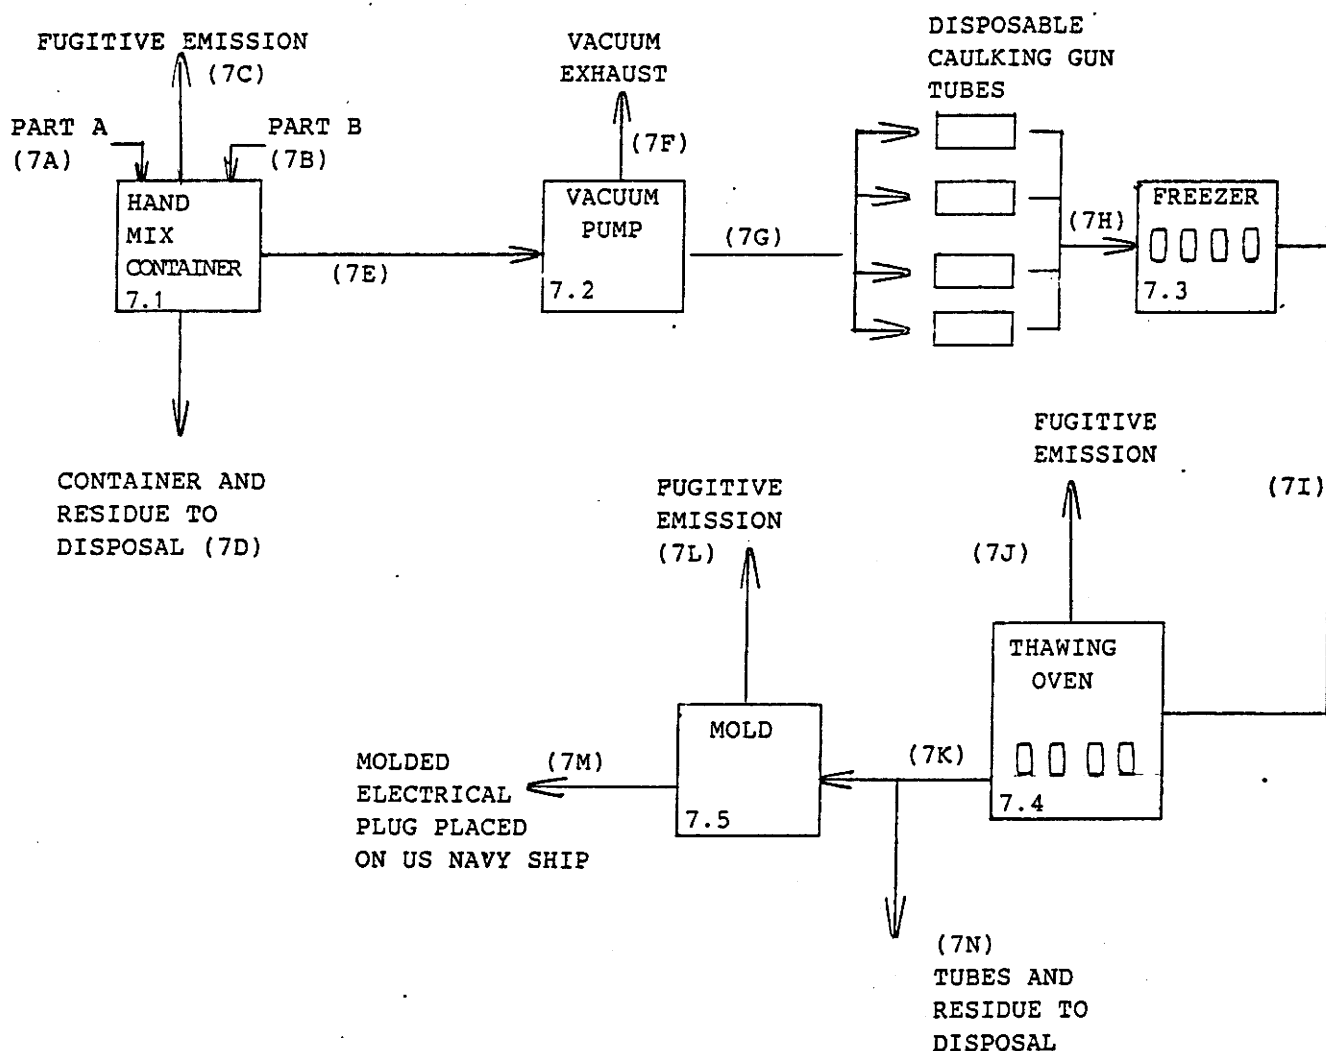 FUGITIVE EMISSION
(7C)
PART A
(7A)
PART B
(7B)
HAND
MIX
CONTAINER
7.1
(7E)
CONTAINER AND
RESIDUE TO
DISPOSAL (7D)
VACUUM
EXHAUST
(7F)
VACUUM
PUMP
7.2
(7G)
DISPOSABLE
CAULKING GUN
TUBES
(7H)
FREEZER
7.3
(7I)
FUGITIVE
EMISSION
(7J)
THAWING
OVEN
7.4
(7K)
(7N)
TUBES AND
RESIDUE TO
DISPOSAL
PUGITIVE
EMISSION
(7L)
MOLD
7.5
(7M)
MOLDED
ELECTRICAL
PLUG PLACED
ON US NAVY SHIP